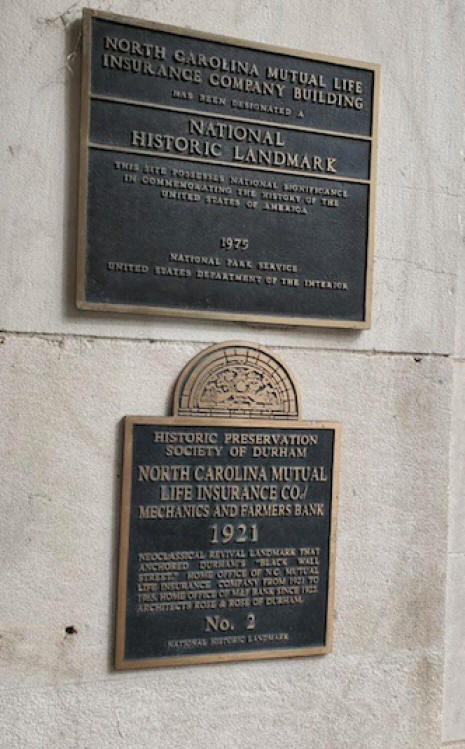 NORTH CAROLINA MUTUAL LIFE
INSURANCE COMPANY BUILDING
HAS BEEN DESIGNATED A
NATIONAL
HISTORIC LANDMARK
THIS SITE POSSESSES NATIONAL SIGNIFICANCE
IN COMMEMORATING THE HISTORY OF THE
UNITED STATES OF AMERICA
1975
NATIONAL PARK SERVICE
UNITED STATES DEPARTMENT OF THE INTERIOR
HISTORIC PRESERVATION
SOCIETY OF DURHAM
NORTH CAROLINA MUTUAL
LIFE INSURANCE CO./
MECHANICS AND FARMERS BANK
1921
NEOCLASSICAL REVIVAL LANDMARK THAT
ANCHORED DURHAM'S "BLACK WALL
STREET." HOME OFFICE OF N.C. MUTUAL
LIFE INSURANCE COMPANY FROM 1921 TO
1965. HOME OFFICE OF M&F BANK SINCE 1922.
ARCHITECTS ROSE & ROSE OF DURHAM.
No. 2
NATIONAL HISTORIC LANDMARK